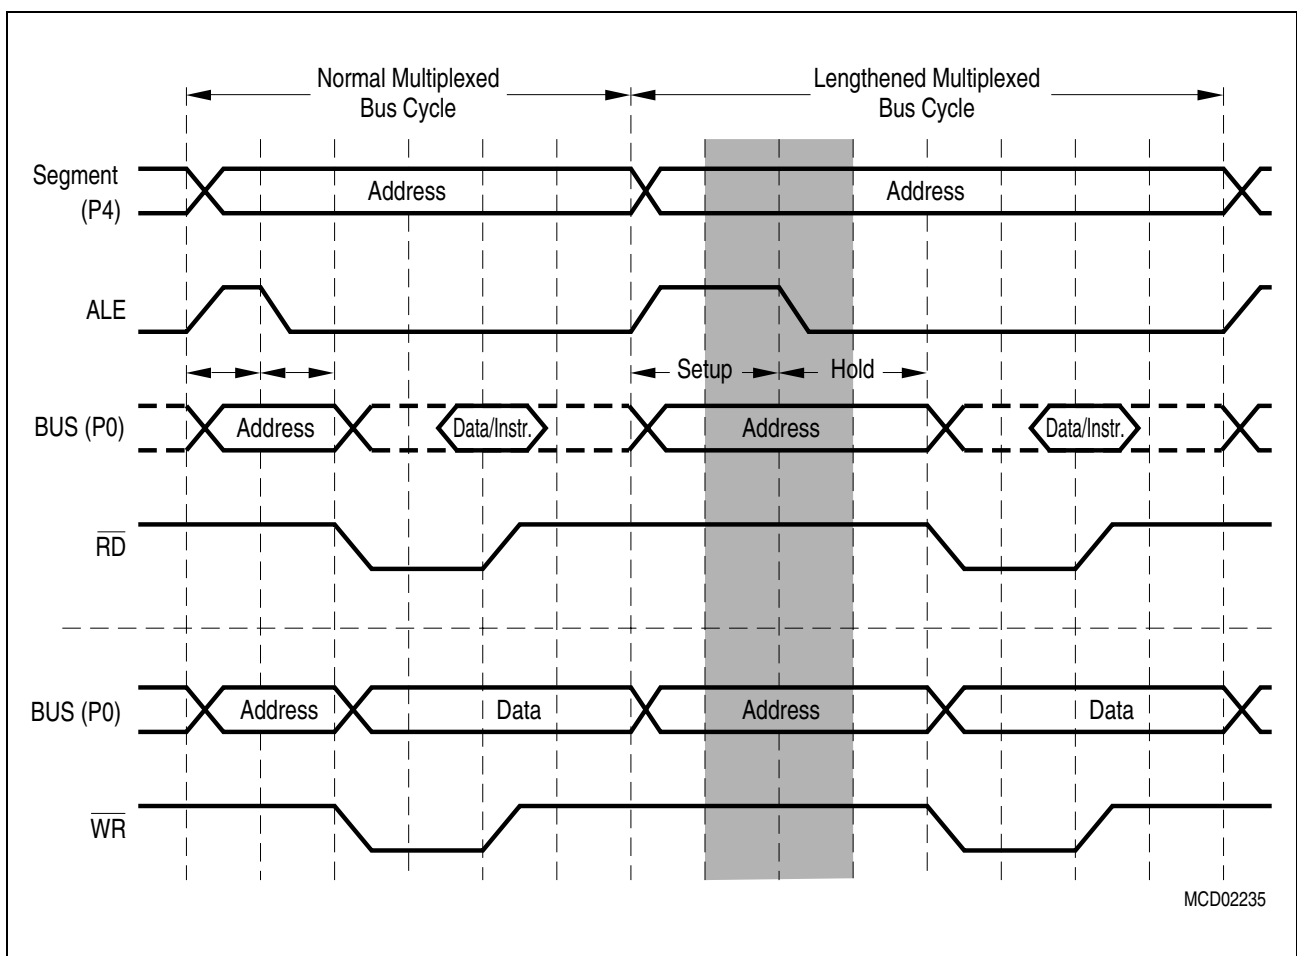 Normal Multiplexed
Bus Cycle
Lengthened Multiplexed
Bus Cycle
Segment
(P4)
Address
Address
ALE
Setup
Hold
BUS (P0)
Address
Data/Instr.
Address
Data/Instr.
RD
BUS (P0)
Address
Data
Address
Data
WR
MCD02235